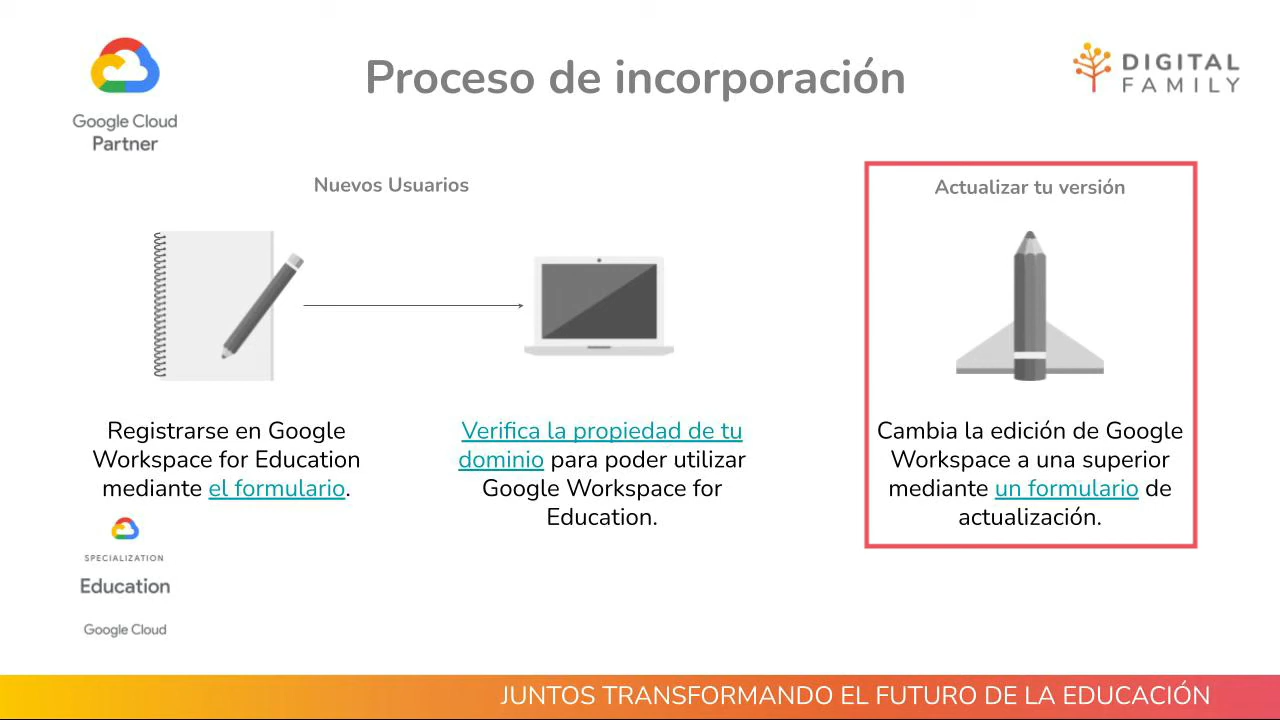 Google Cloud
Partner
Proceso de incorporación
DIGITAL
FAMILY
Nuevos Usuarios
Registrarse en Google
Workspace for Education
mediante el formulario.
Verifica la propiedad de tu
dominio para poder utilizar
Google Workspace for
Education.
Actualizar tu versión
Cambia la edición de Google
Workspace a una superior
mediante un formulario de
actualización.
SPECIALIZATION
Education
Google Cloud
JUNTOS TRANSFORMANDO EL FUTURO DE LA EDUCACIÓN